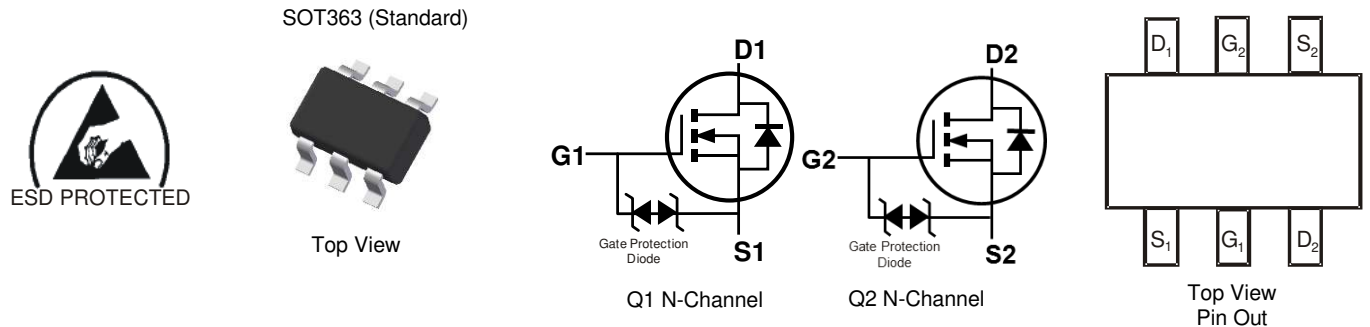 SOT363 (Standard)
ESD PROTECTED
Top View
D1
G1
Gate Protection
Diode
S1
Q1 N-Channel
D2
G2
Gate Protection
Diode
S2
Q2 N-Channel
D₁ G₂ S₂
S₁ G₁ D₂
Top View
Pin Out